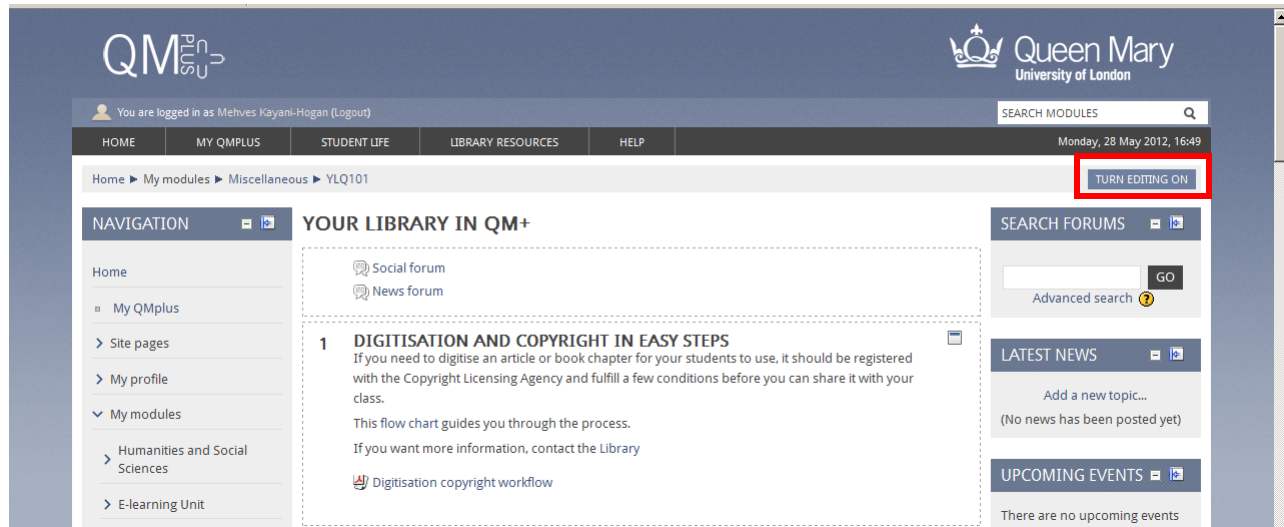 QM PLUS
Queen Mary
University of London
You are logged in as Mehves Kayani-Hogan (Logout)
SEARCH MODULES
HOME MY QMPLUS STUDENT LIFE LIBRARY RESOURCES HELP
Monday, 28 May 2012, 16:49
Home ► My modules ► Miscellaneous ► YLQ101
TURN EDITING ON
NAVIGATION
Home
My QMplus
Site pages
My profile
My modules
Humanities and Social
Sciences
E-learning Unit
YOUR LIBRARY IN QM+
Social forum
News forum
1 DIGITISATION AND COPYRIGHT IN EASY STEPS
If you need to digitise an article or book chapter for your students to use, it should be registered
with the Copyright Licensing Agency and fulfill a few conditions before you can share it with your
class.
This flow chart guides you through the process.
If you want more information, contact the Library
Digitisation copyright workflow
SEARCH FORUMS
GO
Advanced search ?
LATEST NEWS
Add a new topic...
(No news has been posted yet)
UPCOMING EVENTS
There are no upcoming events